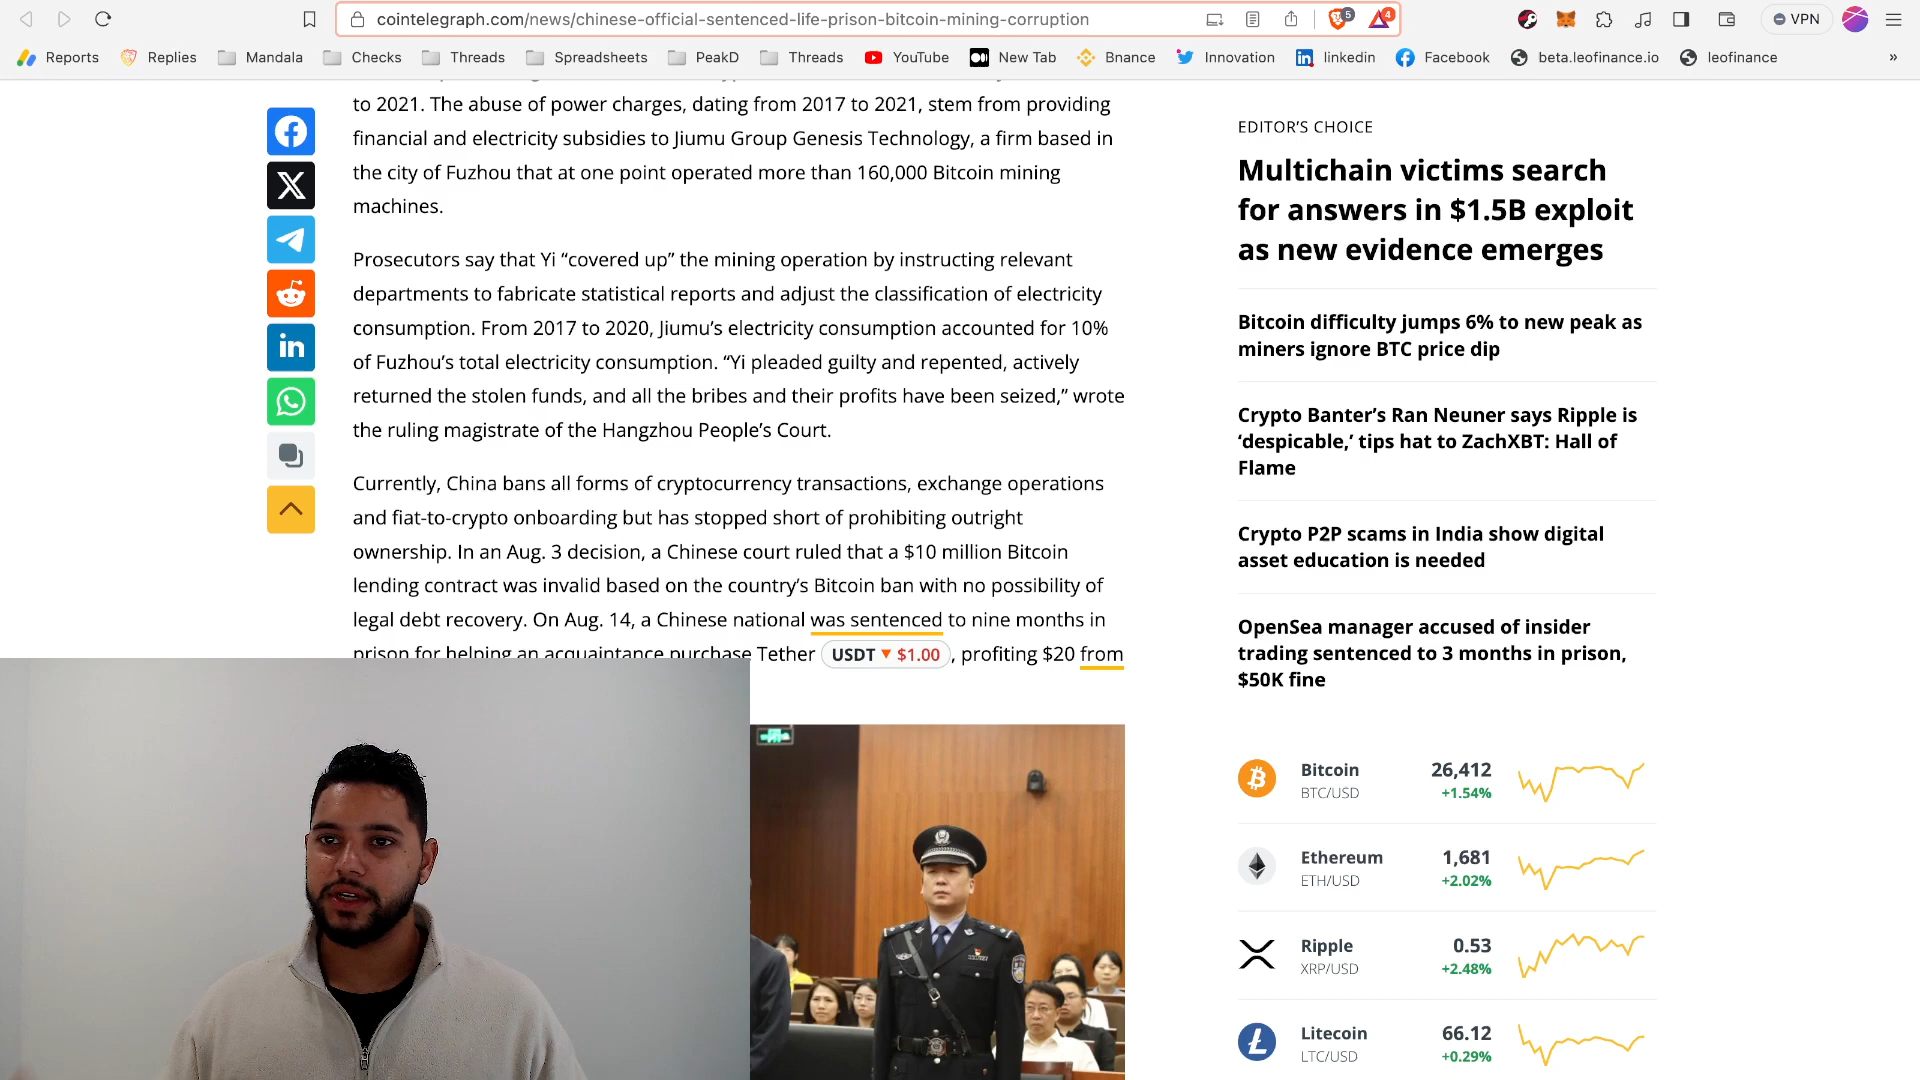 cointelegraph.com/news/chinese-official-sentenced-life-prison-bitcoin-mining-corruption
5
4
VPN
Reports
Replies
Mandala
Checks
Threads
Spreadsheets
PeakD
Threads
YouTube
New Tab
Bnance
Innovation
linkedin
Facebook
beta.leofinance.io
leofinance
»
to 2021. The abuse of power charges, dating from 2017 to 2021, stem from providing
financial and electricity subsidies to Jiumu Group Genesis Technology, a firm based in
the city of Fuzhou that at one point operated more than 160,000 Bitcoin mining
machines.
Prosecutors say that Yi “covered up” the mining operation by instructing relevant
departments to fabricate statistical reports and adjust the classification of electricity
consumption. From 2017 to 2020, Jiumu’s electricity consumption accounted for 10%
of Fuzhou’s total electricity consumption. “Yi pleaded guilty and repented, actively
returned the stolen funds, and all the bribes and their profits have been seized,” wrote
the ruling magistrate of the Hangzhou People’s Court.
Currently, China bans all forms of cryptocurrency transactions, exchange operations
and fiat-to-crypto onboarding but has stopped short of prohibiting outright
ownership. In an Aug. 3 decision, a Chinese court ruled that a $10 million Bitcoin
lending contract was invalid based on the country’s Bitcoin ban with no possibility of
legal debt recovery. On Aug. 14, a Chinese national was sentenced to nine months in
prison for helping an acquaintance purchase Tether USDT ▼ $1.00 , profiting $20 from
EDITOR’S CHOICE
Multichain victims search
for answers in $1.5B exploit
as new evidence emerges
Bitcoin difficulty jumps 6% to new peak as
miners ignore BTC price dip
Crypto Banter’s Ran Neuner says Ripple is
‘despicable,’ tips hat to ZachXBT: Hall of
Flame
Crypto P2P scams in India show digital
asset education is needed
OpenSea manager accused of insider
trading sentenced to 3 months in prison,
$50K fine
Bitcoin 26,412
BTC/USD +1.54%
Ethereum 1,681
ETH/USD +2.02%
Ripple 0.53
XRP/USD +2.48%
Litecoin 66.12
LTC/USD +0.29%